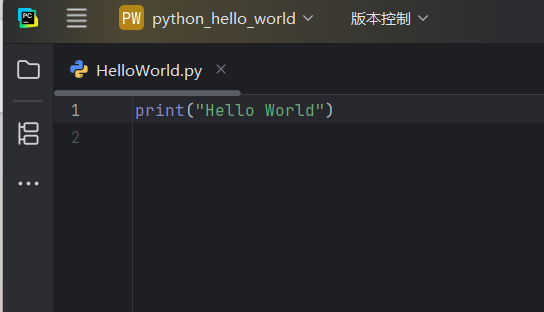 PC
PW python_hello_world 版本控制
HelloWorld.py
1 print("Hello World")
2